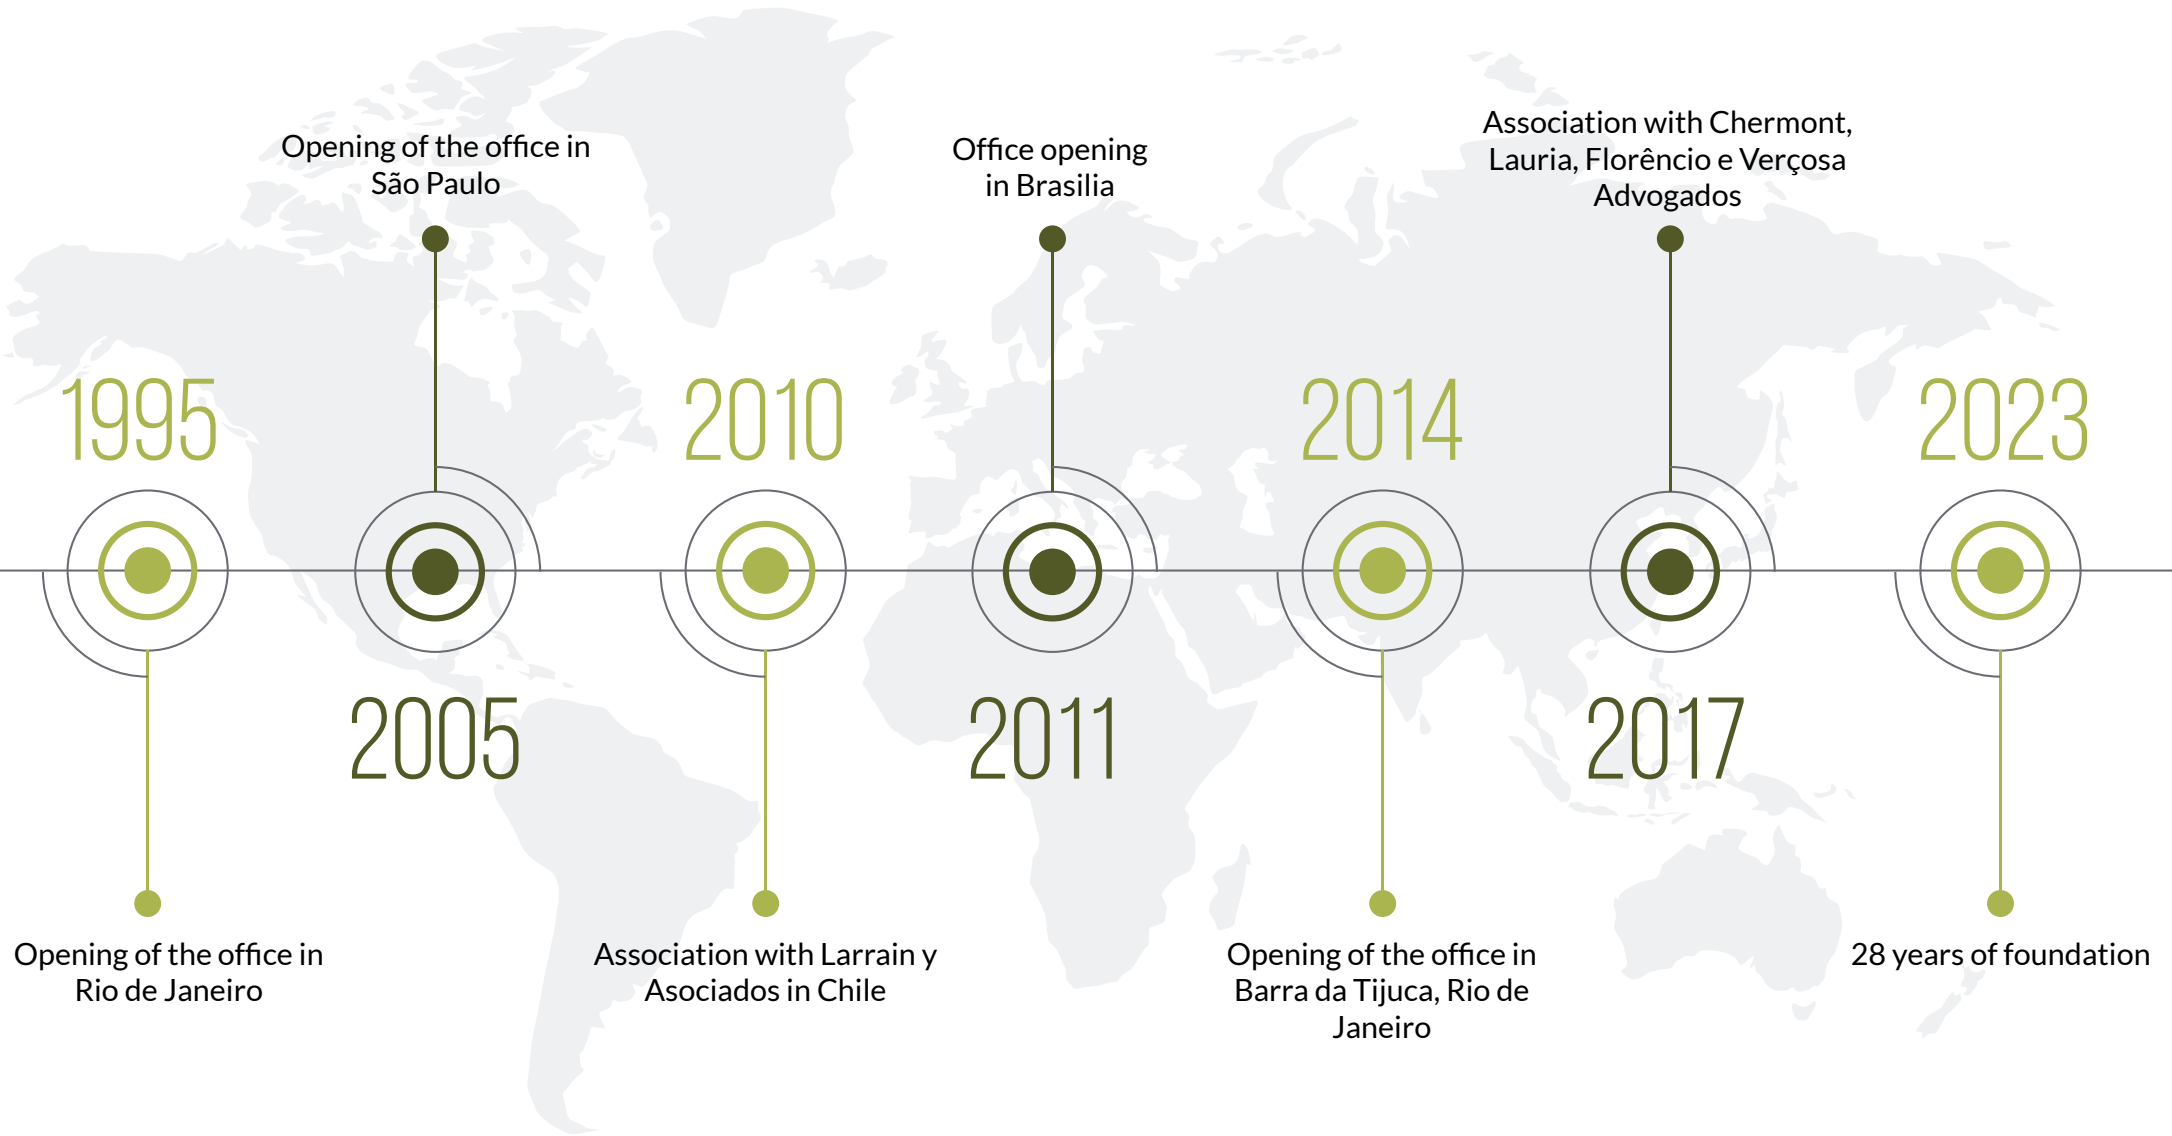 1995
Opening of the office in
Rio de Janeiro
Opening of the office in
São Paulo
2005
2010
Association with Larrain y
Asociados in Chile
Office opening
in Brasilia
2011
2014
Opening of the office in
Barra da Tijuca, Rio de
Janeiro
Association with Chermont,
Lauria, Florêncio e Verçosa
Advogados
2017
2023
28 years of foundation